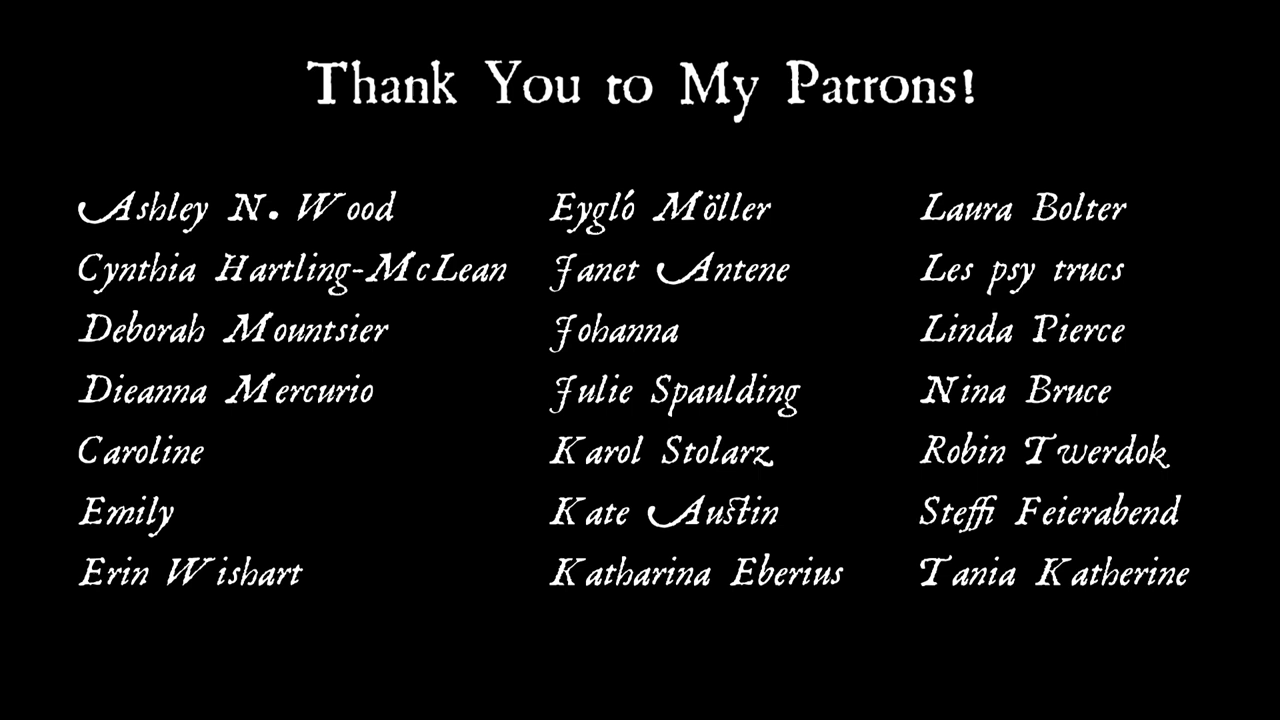 Thank You to My Patrons!
Ashley N. Wood
Cynthia Hartling-McLean
Deborah Mountsier
Dieanna Mercurio
Caroline
Emily
Erin Wishart
Eygló Möller
Janet Antene
Johanna
Julie Spaulding
Karol Stolarz
Kate Austin
Katharina Eberius
Laura Bolter
Les psy trucs
Linda Pierce
Nina Bruce
Robin Twerdok
Steffi Feierabend
Tania Katherine